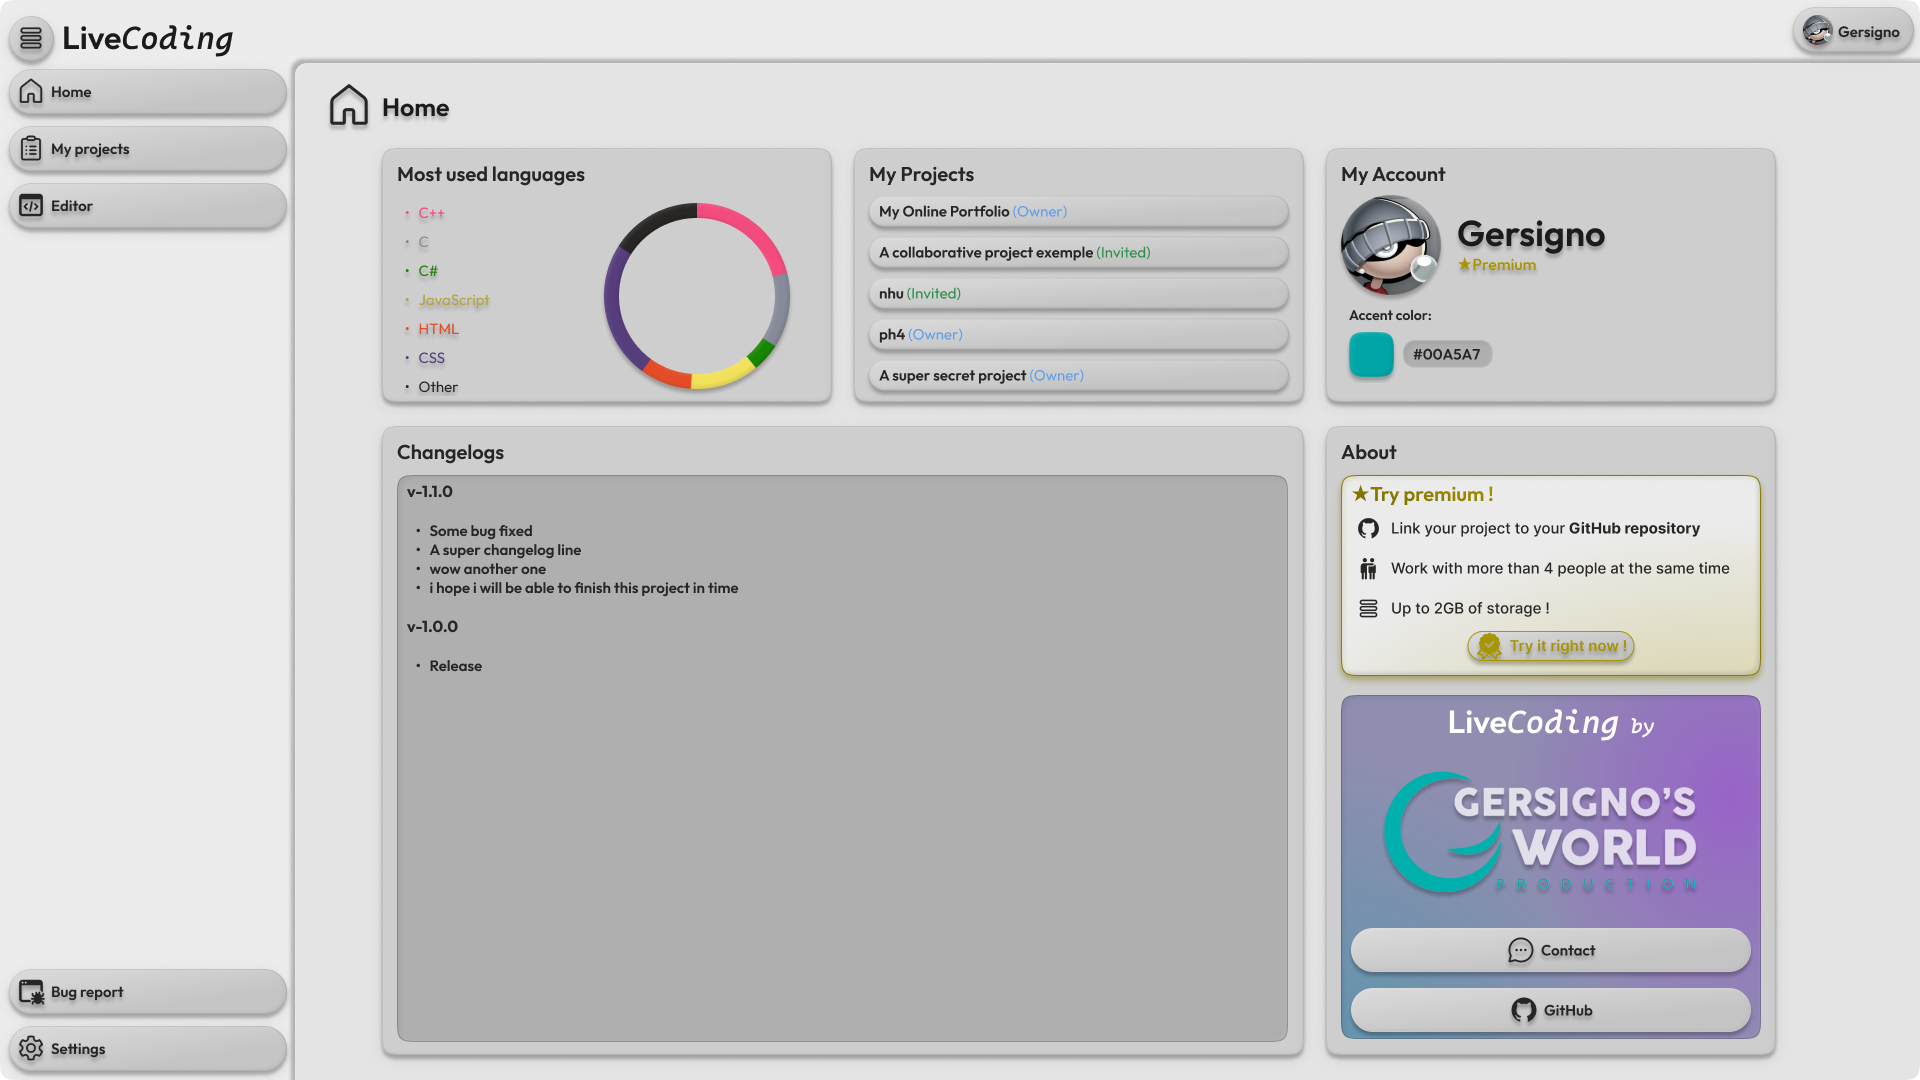 LiveCoding
Gersigno
Home
My projects
Editor
Bug report
Settings
Home
Most used languages
• C++
• C
• C#
• JavaScript
• HTML
• CSS
• Other
My Projects
My Online Portfolio (Owner)
A collaborative project exemple (Invited)
nhu (Invited)
ph4 (Owner)
A super secret project (Owner)
My Account
Gersigno
★Premium
Accent color:
#00A5A7
Changelogs
v-1.1.0
• Some bug fixed
• A super changelog line
• wow another one
• i hope i will be able to finish this project in time
v-1.0.0
• Release
About
★Try premium !
Link your project to your GitHub repository
Work with more than 4 people at the same time
Up to 2GB of storage !
Try it right now !
LiveCoding by
GERSIGNO'S
WORLD
PRODUCTION
Contact
GitHub